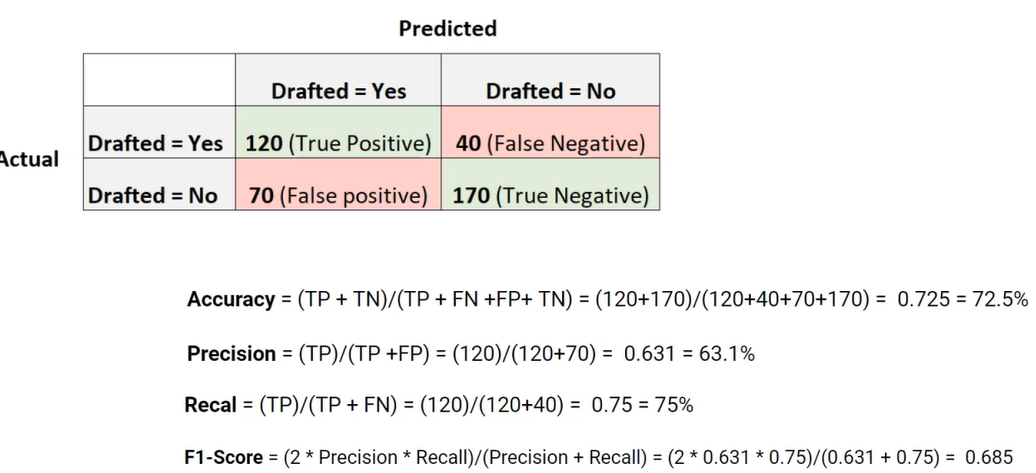 Predicted
Drafted = Yes Drafted = No
Actual
Drafted = Yes 120 (True Positive) 40 (False Negative)
Drafted = No 70 (False positive) 170 (True Negative)
Accuracy = (TP + TN)/(TP + FN +FP+ TN) = (120+170)/(120+40+70+170) = 0.725 = 72.5%
Precision = (TP)/(TP +FP) = (120)/(120+70) = 0.631 = 63.1%
Recal = (TP)/(TP + FN) = (120)/(120+40) = 0.75 = 75%
F1-Score = (2 * Precision * Recall)/(Precision + Recall) = (2 * 0.631 * 0.75)/(0.631 + 0.75) = 0.685